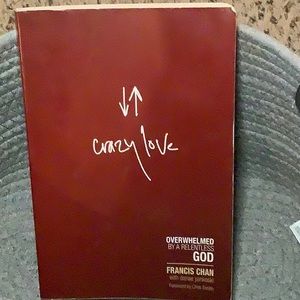 crazy love
OVERWHELMED
BY A RELENTLESS
GOD
FRANCIS CHAN
with danae yankoski
Foreword by Chris Tomlin